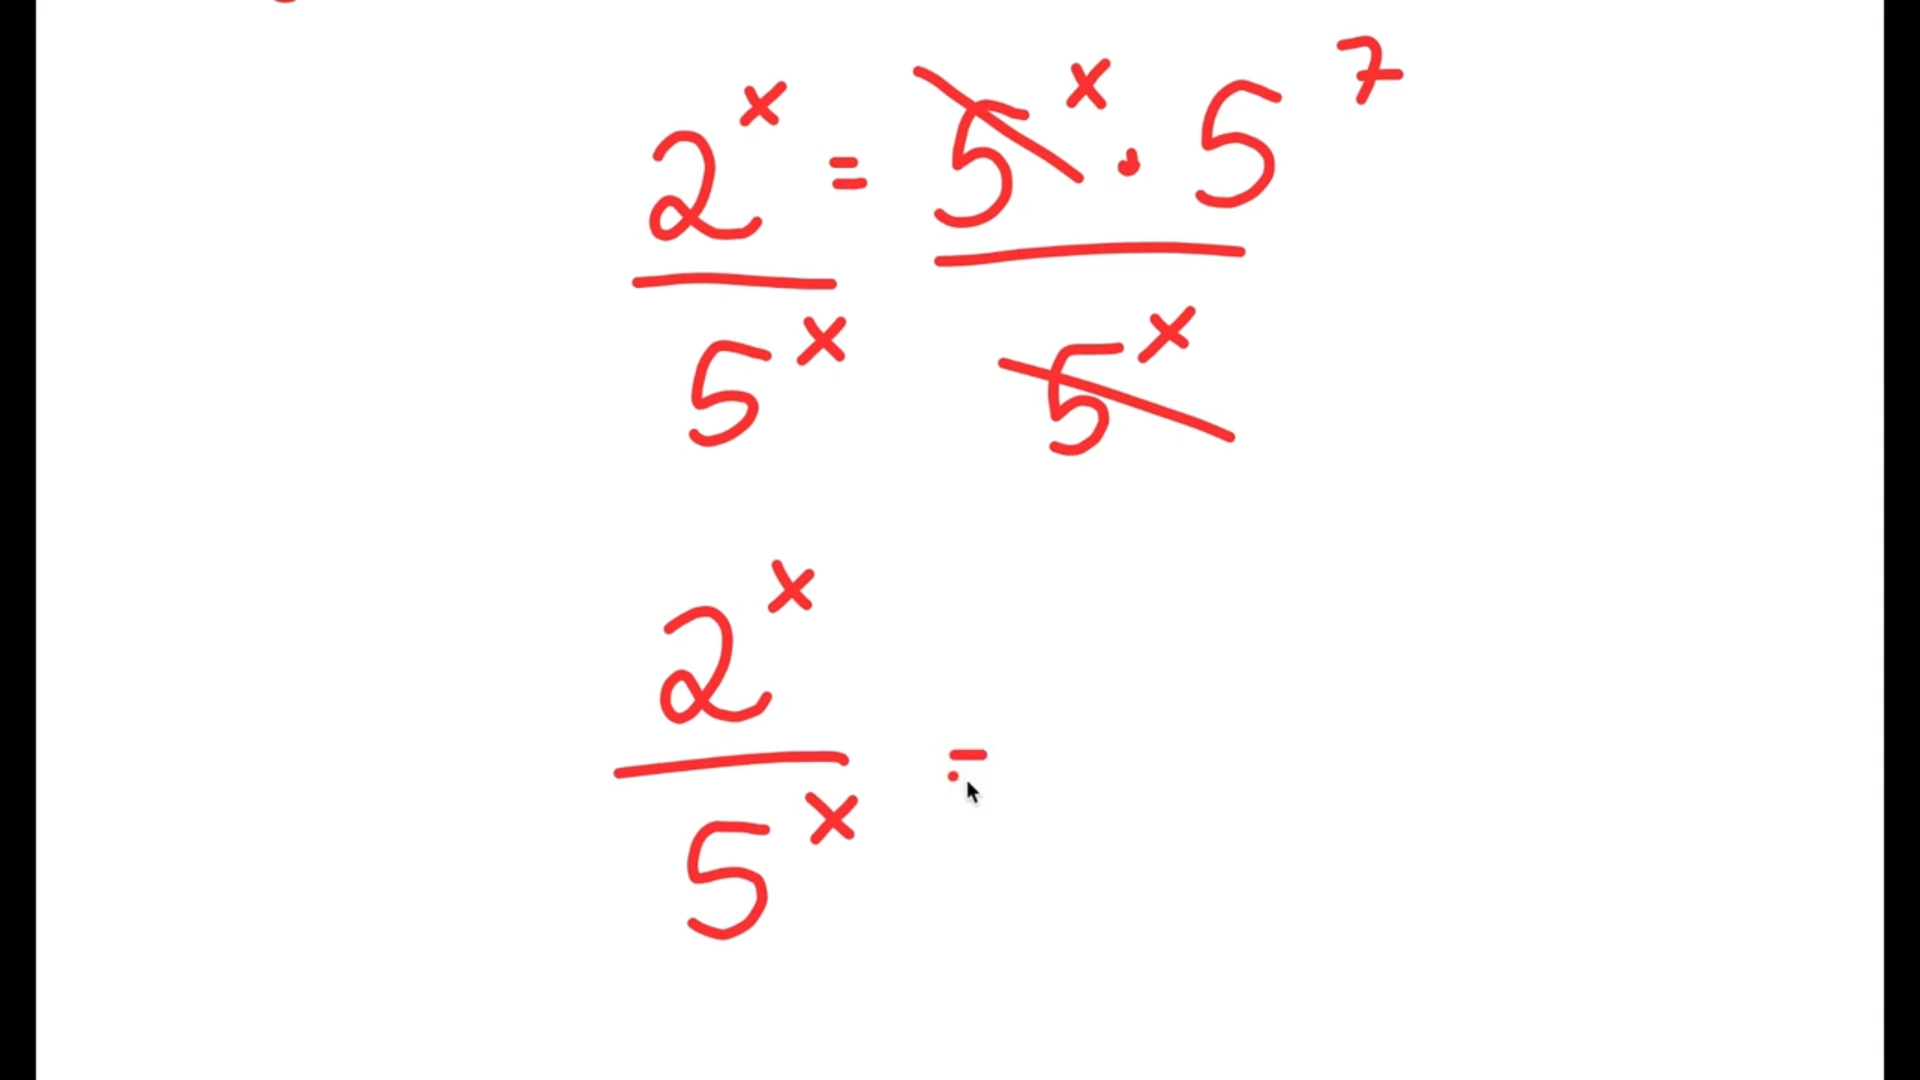 2^x = 5^x · 5^7
5^x 5^x
2^x
=
5^x